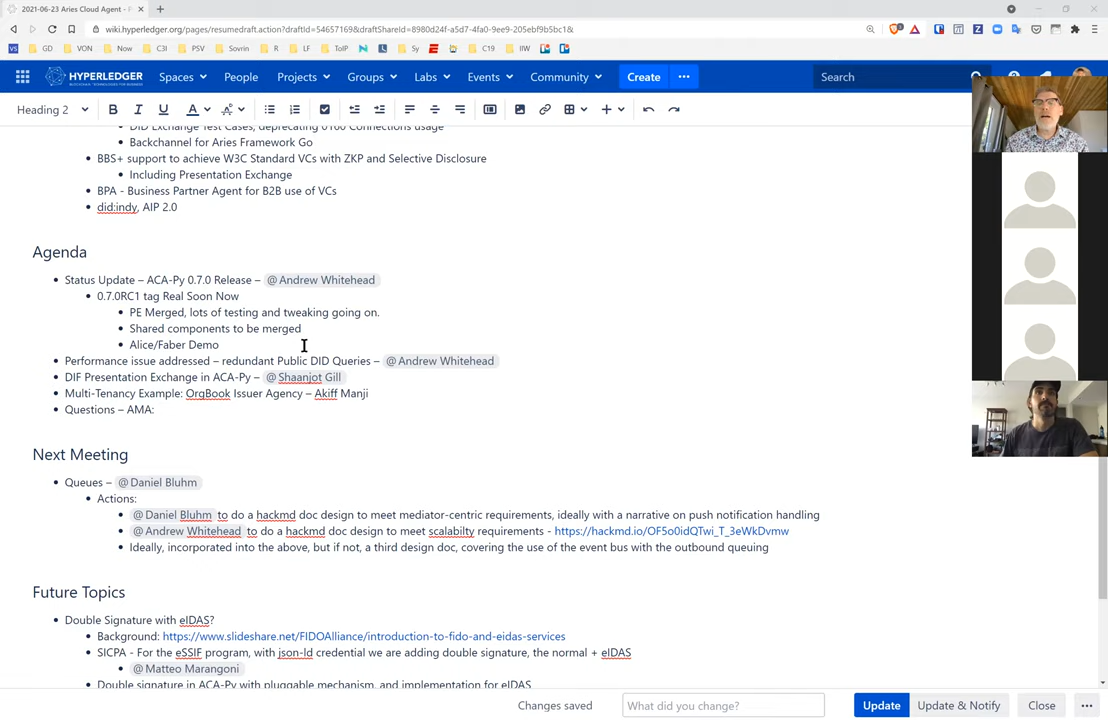 2021-06-23 Aries Cloud Agent - P
wiki.hyperledger.org/pages/resumedraft.action?draftId=54657169&draftShareId=8980d24f-a5d7-4fa0-9ee9-205ebf9b5bc1&
GD VON Now C3I PSV Sovrin R LF ToIP Sy C19 IIW
HYPERLEDGER Spaces People Projects Groups Labs Events Community Create Search
Heading 2
DID Exchange Test Cases, deprecating 0160 Connections usage
Backchannel for Aries Framework Go
BBS+ support to achieve W3C Standard VCs with ZKP and Selective Disclosure
Including Presentation Exchange
BPA - Business Partner Agent for B2B use of VCs
did:indy, AIP 2.0
Agenda
Status Update – ACA-Py 0.7.0 Release – @Andrew Whitehead
0.7.0RC1 tag Real Soon Now
PE Merged, lots of testing and tweaking going on.
Shared components to be merged
Alice/Faber Demo
Performance issue addressed – redundant Public DID Queries – @Andrew Whitehead
DIF Presentation Exchange in ACA-Py – @Shaanjot Gill
Multi-Tenancy Example: OrgBook Issuer Agency – Akiff Manji
Questions – AMA:
Next Meeting
Queues – @Daniel Bluhm
Actions:
@Daniel Bluhm to do a hackmd doc design to meet mediator-centric requirements, ideally with a narrative on push notification handling
@Andrew Whitehead to do a hackmd doc design to meet scalabilty requirements - https://hackmd.io/OF5o0idQTwi_T_3eWkDvmw
Ideally, incorporated into the above, but if not, a third design doc, covering the use of the event bus with the outbound queuing
Future Topics
Double Signature with eIDAS?
Background: https://www.slideshare.net/FIDOAlliance/introduction-to-fido-and-eidas-services
SICPA - For the eSSIF program, with json-ld credential we are adding double signature, the normal + eIDAS
@Matteo Marangoni
Double signature in ACA-Py with pluggable mechanism, and implementation for eIDAS
Changes saved What did you change? Update Update & Notify Close